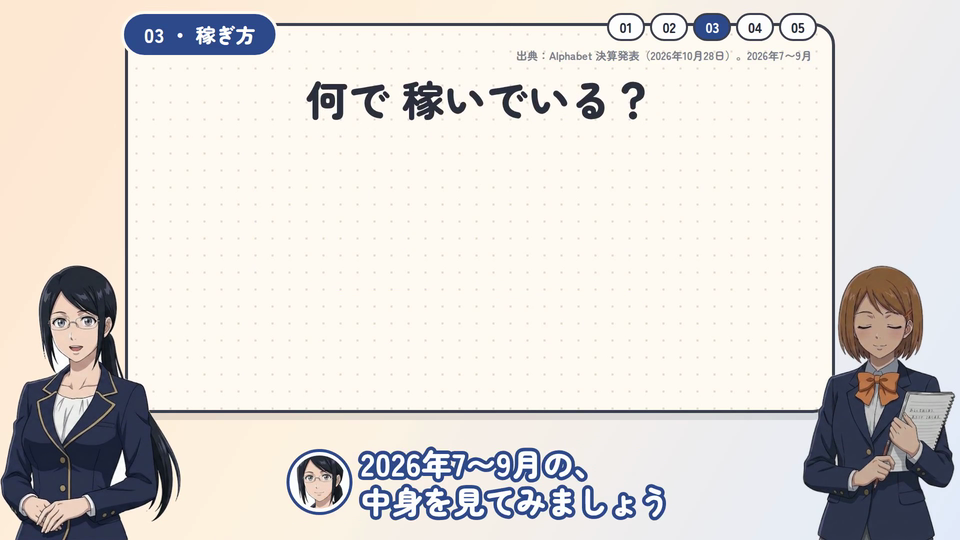 03 ・ 稼ぎ方
01 02 03 04 05
出典：Alphabet 決算発表（2026年10月28日）。2026年7〜9月
何で 稼いでいる？
2026年7〜9月の、
中身を見てみましょう